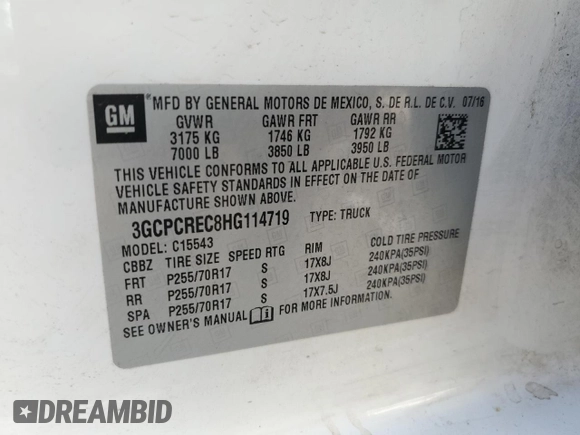 GM
MFD BY GENERAL MOTORS DE MEXICO, S. DE R.L. DE C.V. 07/16
GVWR GAWR FRT GAWR RR
3175 KG 1746 KG 1792 KG
7000 LB 3850 LB 3950 LB
THIS VEHICLE CONFORMS TO ALL APPLICABLE U.S. FEDERAL MOTOR
VEHICLE SAFETY STANDARDS IN EFFECT ON THE DATE OF
MANUFACTURE SHOWN ABOVE.
3GCPCREC8HG114719 TYPE: TRUCK
MODEL: C15543
CBBZ TIRE SIZE SPEED RTG RIM COLD TIRE PRESSURE
FRT P255/70R17 S 17X8J 240KPA(35PSI)
RR P255/70R17 S 17X8J 240KPA(35PSI)
SPA P255/70R17 S 17X7.5J 240KPA(35PSI)
SEE OWNER'S MANUAL FOR MORE INFORMATION.
DREAMBID